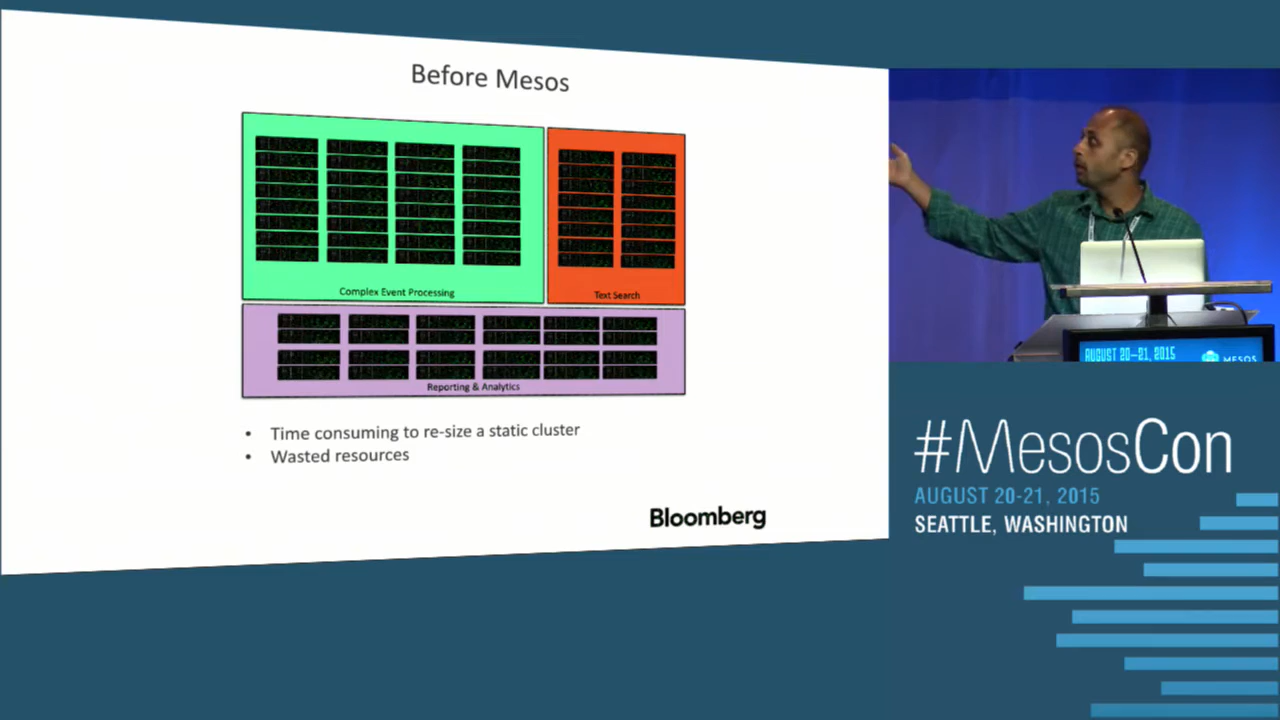 Before Mesos
Complex Event Processing
Text Search
Reporting & Analytics
• Time consuming to re-size a static cluster
• Wasted resources
Bloomberg
AUGUST 20-21, 2015
MESOS
#MesosCon
AUGUST 20-21, 2015
SEATTLE, WASHINGTON